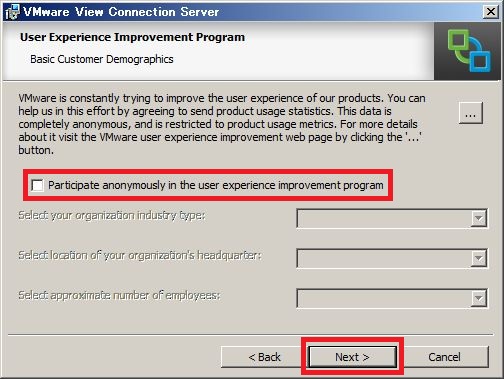 VMware View Connection Server
User Experience Improvement Program
Basic Customer Demographics
VMware is constantly trying to improve the user experience of our products. You can
help us in this effort by agreeing to send product usage statistics. This data is
completely anonymous, and is restricted to product usage metrics. For more details
about it visit the VMware user experience improvement web page by clicking the '...'
button.
...
Participate anonymously in the user experience improvement program
Select your organization industry type:
Select location of your organization's headquarter:
Select approximate number of employees:
< Back
Next >
Cancel